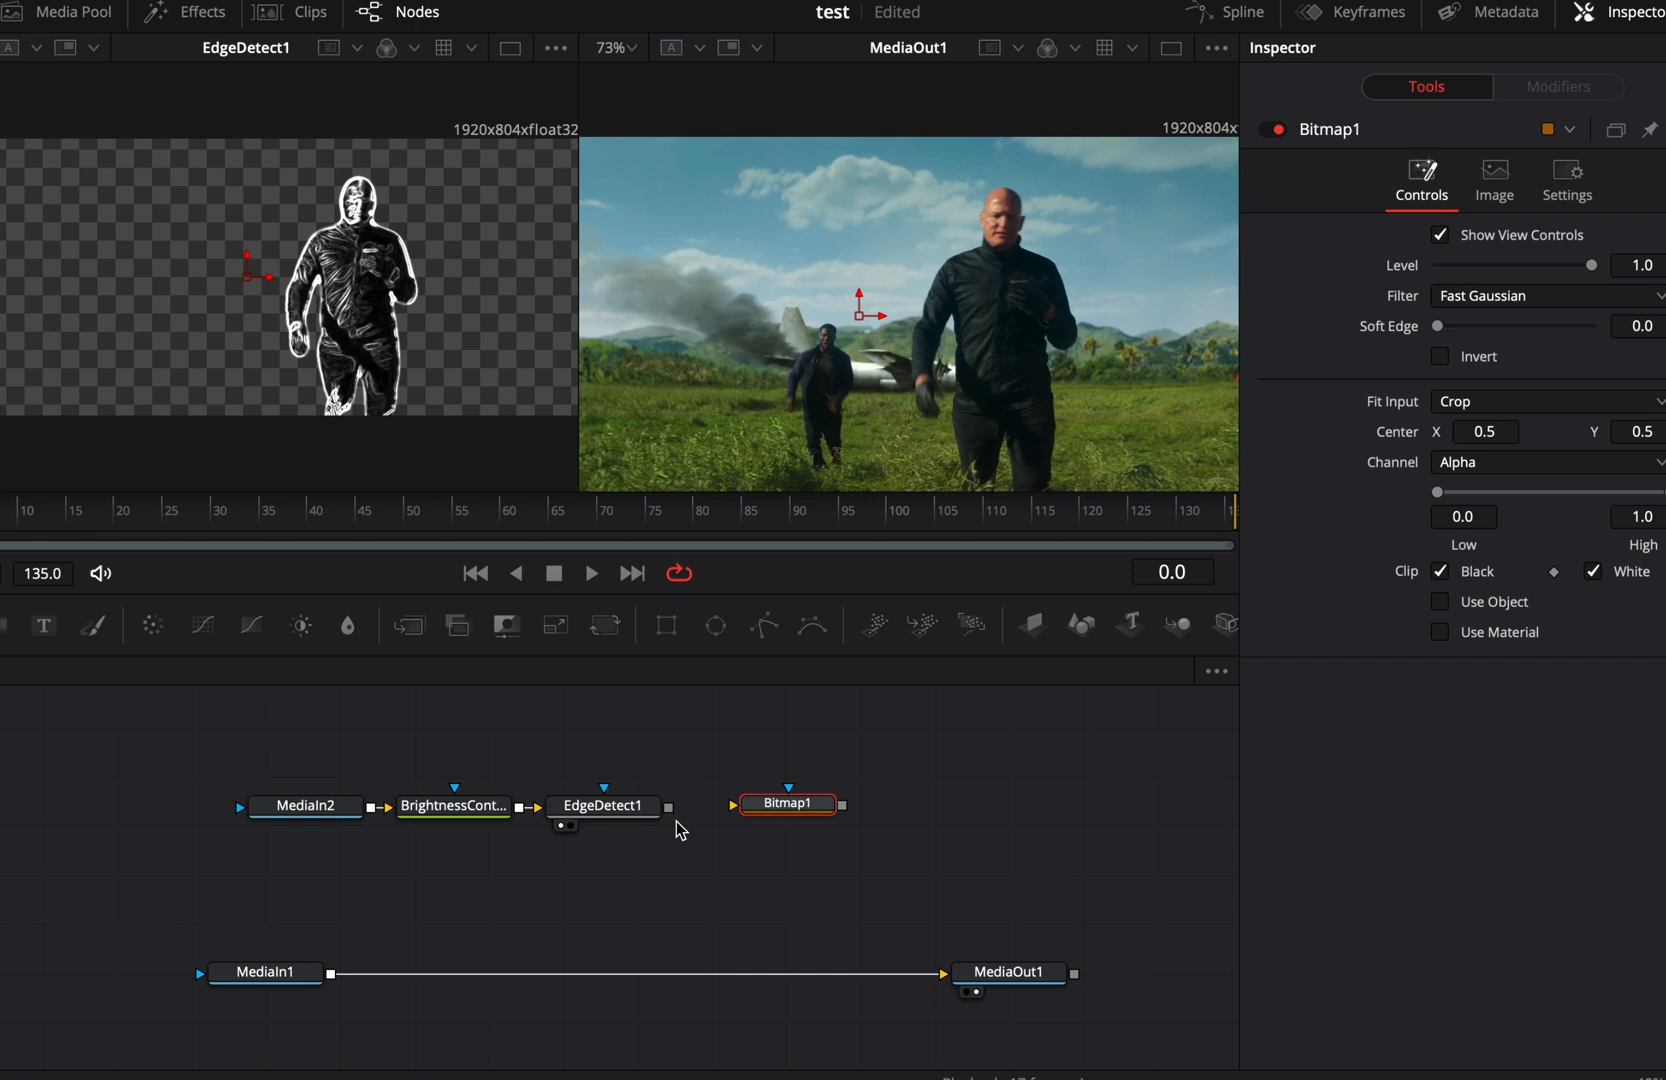 Media Pool Effects Clips Nodes test Edited Spline Keyframes Metadata Inspecto
A EdgeDetect1 73% A MediaOut1 Inspector
Tools Modifiers
1920x804xfloat32 1920x804x Bitmap1
Controls Image Settings
Show View Controls
Level 1.0
Filter Fast Gaussian
Soft Edge 0.0
Invert
Fit Input Crop
Center X 0.5 Y 0.5
Channel Alpha
10 15 20 25 30 35 40 45 50 55 60 65 70 75 80 85 90 95 100 105 110 115 120 125 130
0.0 1.0
Low High
135.0 0.0 Clip Black White
Use Object
T T Use Material
MediaIn2 BrightnessCont... EdgeDetect1 Bitmap1
MediaIn1 MediaOut1